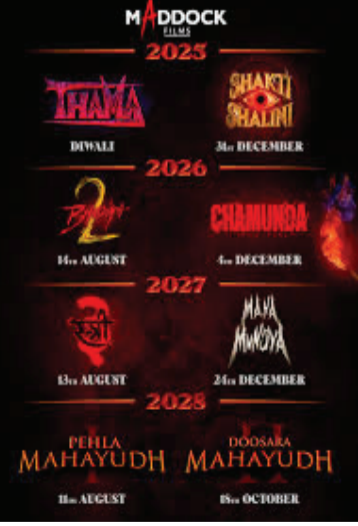 MADDOCK
FILMS
2025
THAMA
SHAKTI
SHALINI
DIWALI
31ST DECEMBER
2026
2
CHAMUNDA
14TH AUGUST
4TH DECEMBER
2027
स्त्री
MAHA
MUNJYA
13TH AUGUST
24TH DECEMBER
2028
PEHLA
MAHAYUDH
DOOSARA
MAHAYUDH
11TH AUGUST
18TH OCTOBER